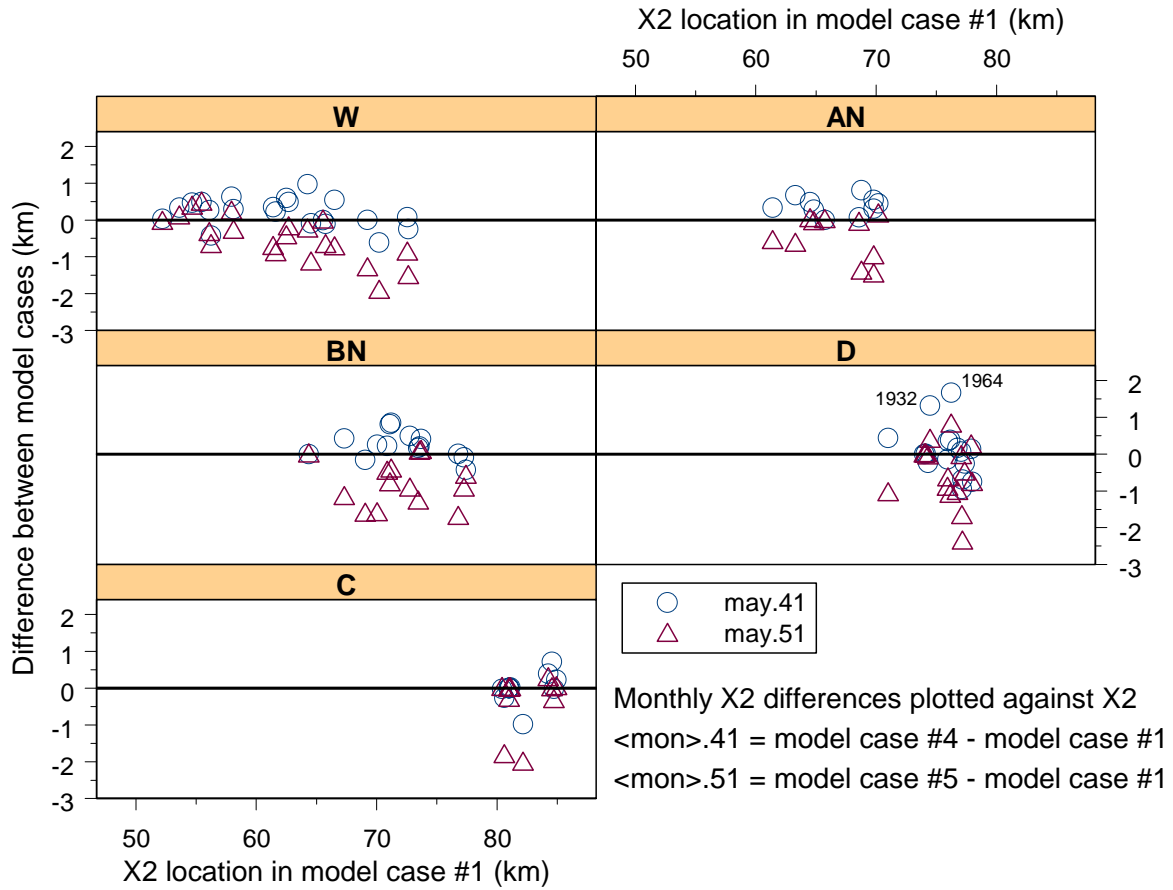 X2 location in model case #1 (km)
50 60 70 80
W
AN
2
1
0
-1
-2
-3
BN
D
1932
1964
2
1
0
-1
-2
-3
C
2
1
0
-1
-2
-3
50 60 70 80
X2 location in model case #1 (km)
Difference between model cases (km)
may.41
may.51
Monthly X2 differences plotted against X2
<mon>.41 = model case #4 - model case #1
<mon>.51 = model case #5 - model case #1